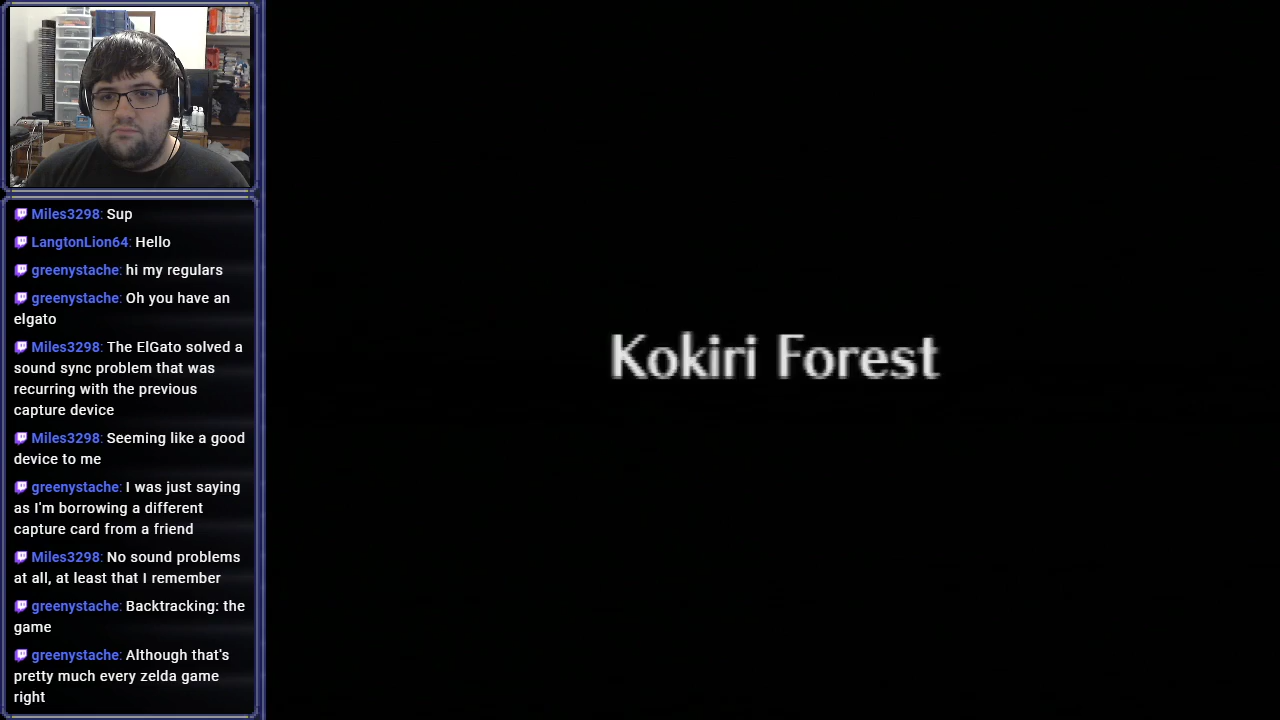 Miles3298: Sup
LangtonLion64: Hello
greenystache: hi my regulars
greenystache: Oh you have an
elgato
Miles3298: The ElGato solved a
sound sync problem that was
recurring with the previous
capture device
Miles3298: Seeming like a good
device to me
greenystache: I was just saying
as I'm borrowing a different
capture card from a friend
Miles3298: No sound problems
at all, at least that I remember
greenystache: Backtracking: the
game
greenystache: Although that's
pretty much every zelda game
right
Kokiri Forest